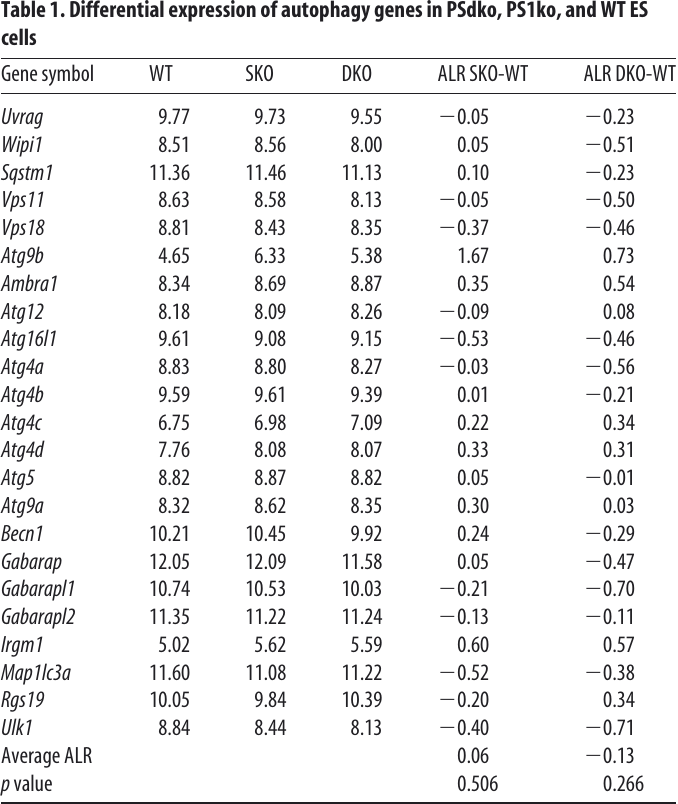 Table 1. Differential expression of autophagy genes in PSdko, PS1ko, and WT ES
cells
Gene symbol WT SKO DKO ALR SKO-WT ALR DKO-WT
Uvrag 9.77 9.73 9.55 −0.05 −0.23
Wipi1 8.51 8.56 8.00 0.05 −0.51
Sqstm1 11.36 11.46 11.13 0.10 −0.23
Vps11 8.63 8.58 8.13 −0.05 −0.50
Vps18 8.81 8.43 8.35 −0.37 −0.46
Atg9b 4.65 6.33 5.38 1.67 0.73
Ambra1 8.34 8.69 8.87 0.35 0.54
Atg12 8.18 8.09 8.26 −0.09 0.08
Atg16l1 9.61 9.08 9.15 −0.53 −0.46
Atg4a 8.83 8.80 8.27 −0.03 −0.56
Atg4b 9.59 9.61 9.39 0.01 −0.21
Atg4c 6.75 6.98 7.09 0.22 0.34
Atg4d 7.76 8.08 8.07 0.33 0.31
Atg5 8.82 8.87 8.82 0.05 −0.01
Atg9a 8.32 8.62 8.35 0.30 0.03
Becn1 10.21 10.45 9.92 0.24 −0.29
Gabarap 12.05 12.09 11.58 0.05 −0.47
Gabarapl1 10.74 10.53 10.03 −0.21 −0.70
Gabarapl2 11.35 11.22 11.24 −0.13 −0.11
Irgm1 5.02 5.62 5.59 0.60 0.57
Map1lc3a 11.60 11.08 11.22 −0.52 −0.38
Rgs19 10.05 9.84 10.39 −0.20 0.34
Ulk1 8.84 8.44 8.13 −0.40 −0.71
Average ALR 0.06 −0.13
p value 0.506 0.266